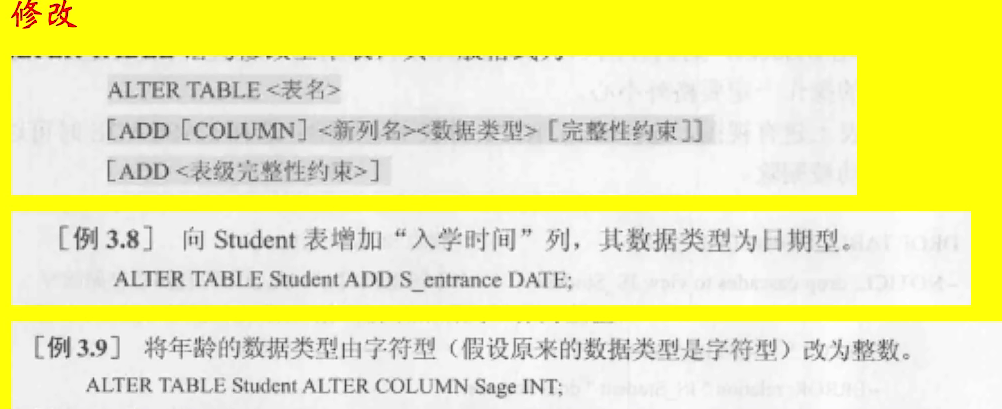 修改
ALTER TABLE <表名>
[ADD [COLUMN] <新列名><数据类型> [完整性约束]]
[ADD <表级完整性约束>]
[例 3.8] 向 Student 表增加“入学时间”列，其数据类型为日期型。
ALTER TABLE Student ADD S_entrance DATE;
[例 3.9] 将年龄的数据类型由字符型（假设原来的数据类型是字符型）改为整数。
ALTER TABLE Student ALTER COLUMN Sage INT;